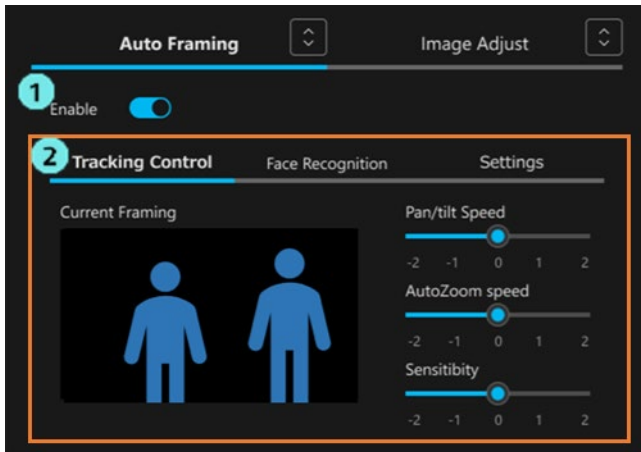 Auto Framing
Image Adjust
1
Enable
2
Tracking Control
Face Recognition
Settings
Current Framing
Pan/tilt Speed
-2 -1 0 1 2
AutoZoom speed
-2 -1 0 1 2
Sensitibity
-2 -1 0 1 2